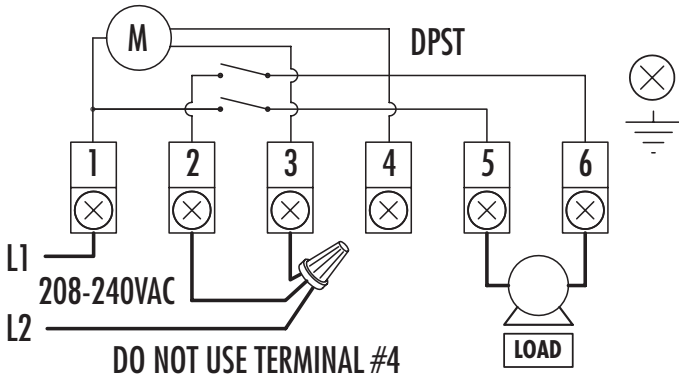 M
DPST
1 2 3 4 5 6
L1
208-240VAC
L2
DO NOT USE TERMINAL #4
LOAD